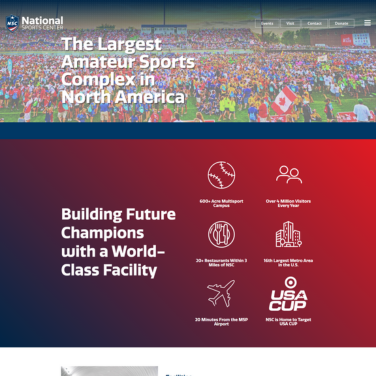 NSC
National
SPORTS CENTER
Events
Visit
Contact
Donate
The Largest
Amateur Sports
Complex in
North America
Building Future
Champions
with a World-
Class Facility
600+ Acre Multisport
Campus
Over 4 Million Visitors
Every Year
30+ Restaurants Within 3
Miles of NSC
16th Largest Metro Area
in the U.S.
20 Minutes From the MSP
Airport
USA
CUP
NSC is Home to Target
USA CUP